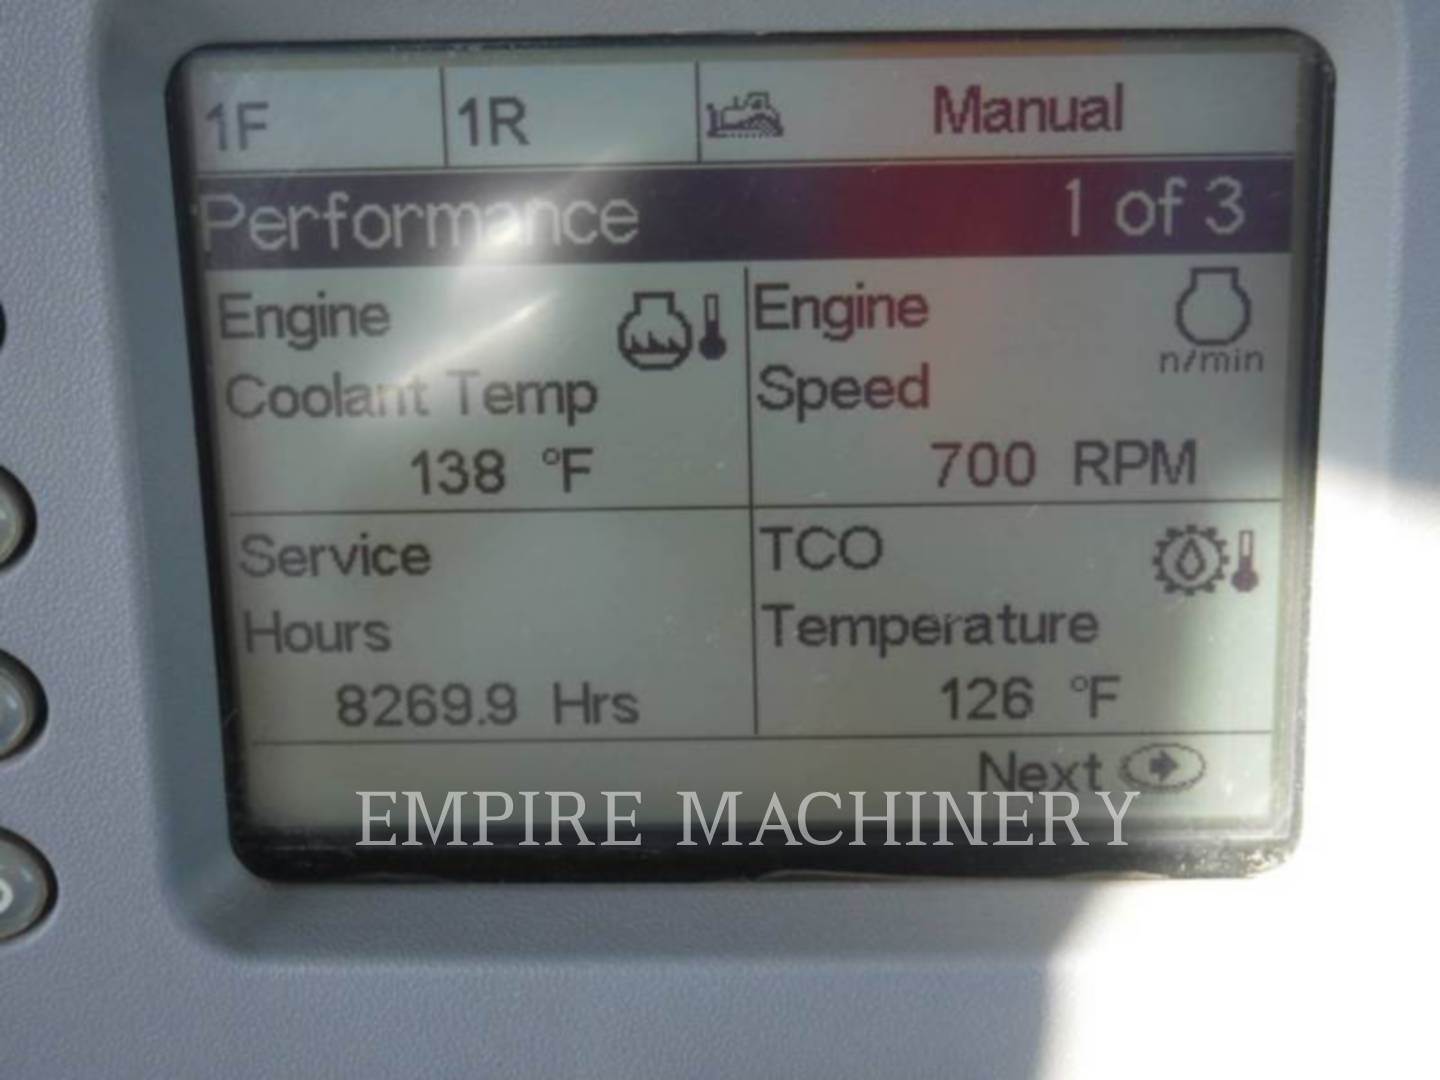 1F 1R Manual
Performance 1 of 3
Engine
Coolant Temp
138 °F
Engine
Speed
n/min
700 RPM
Service
Hours
8269.9 Hrs
TCO
Temperature
126 °F
Next
EMPIRE MACHINERY